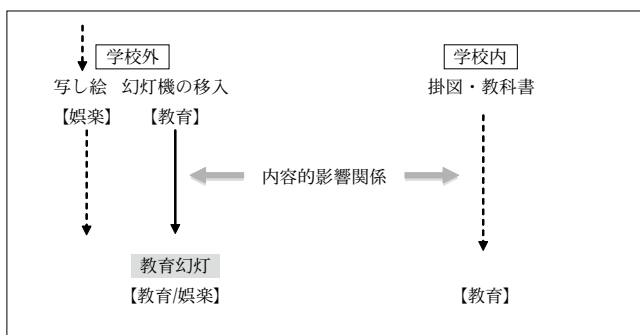 学校外
学校内
写し絵 幻灯機の移入
掛図・教科書
【娯楽】 【教育】
内容的影響関係
教育幻灯
【教育/娯楽】
【教育】